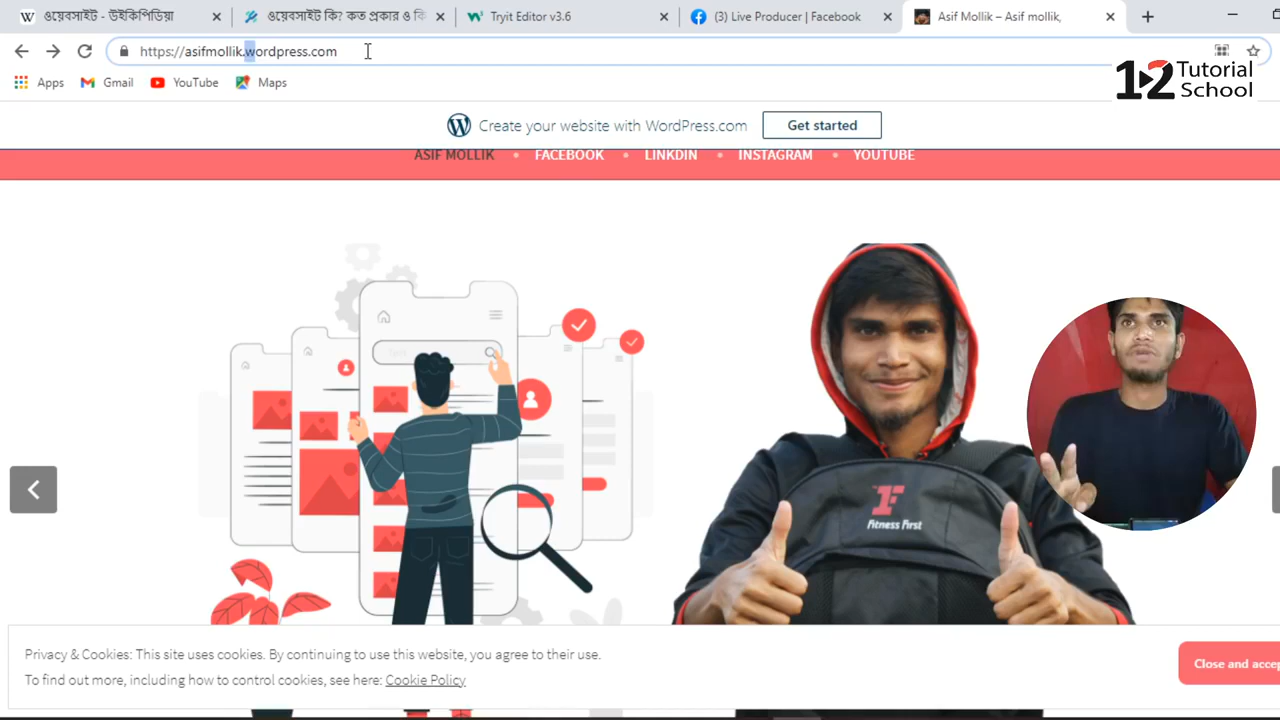 ওয়েবসাইট - উইকিপিডিয়া
ওয়েবসাইট কি? কত প্রকার ও কি
Tryit Editor v3.6
(3) Live Producer | Facebook
Asif Mollik – Asif mollik,
https://asifmollik.wordpress.com
Apps
Gmail
YouTube
Maps
12 Tutorial
School
Create your website with WordPress.com
Get started
ASIF MOLLIK
FACEBOOK
LINKDIN
INSTAGRAM
YOUTUBE
Fitness First
Privacy & Cookies: This site uses cookies. By continuing to use this website, you agree to their use.
To find out more, including how to control cookies, see here: Cookie Policy
Close and accep